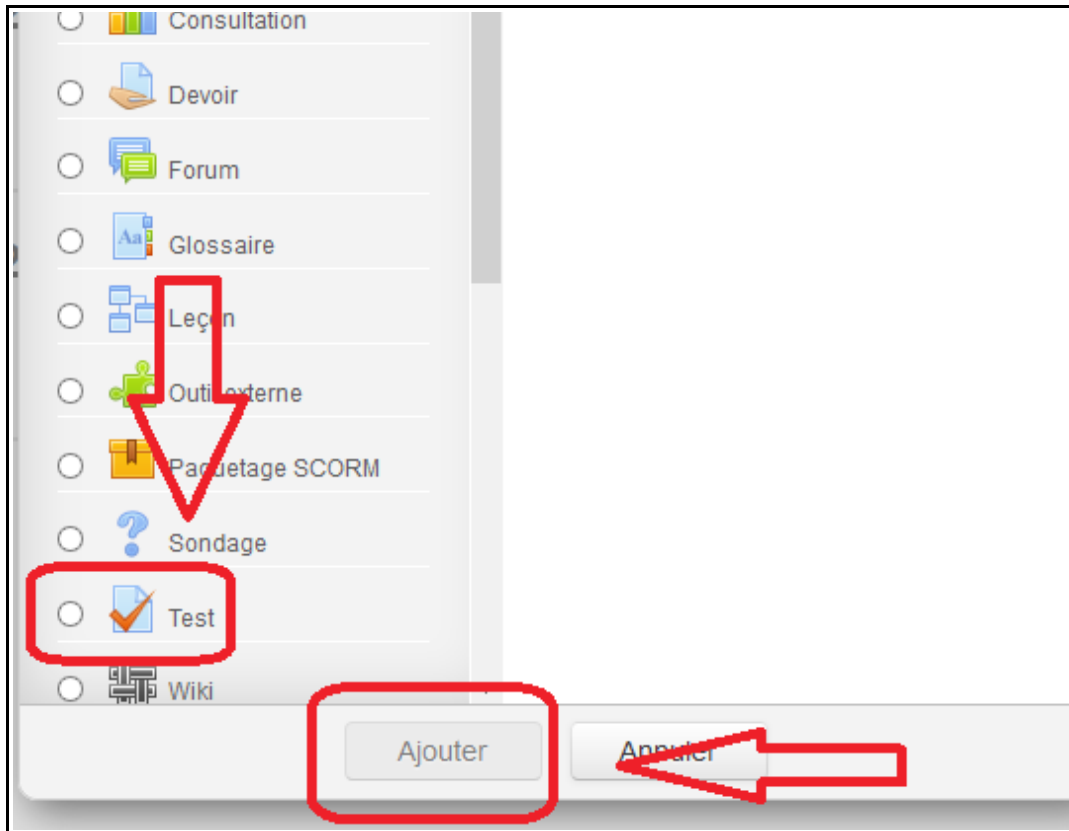 Consultation
Devoir
Forum
Glossaire
Leçon
Outil externe
Paquetage SCORM
Sondage
Test
Wiki
Ajouter
Annuler